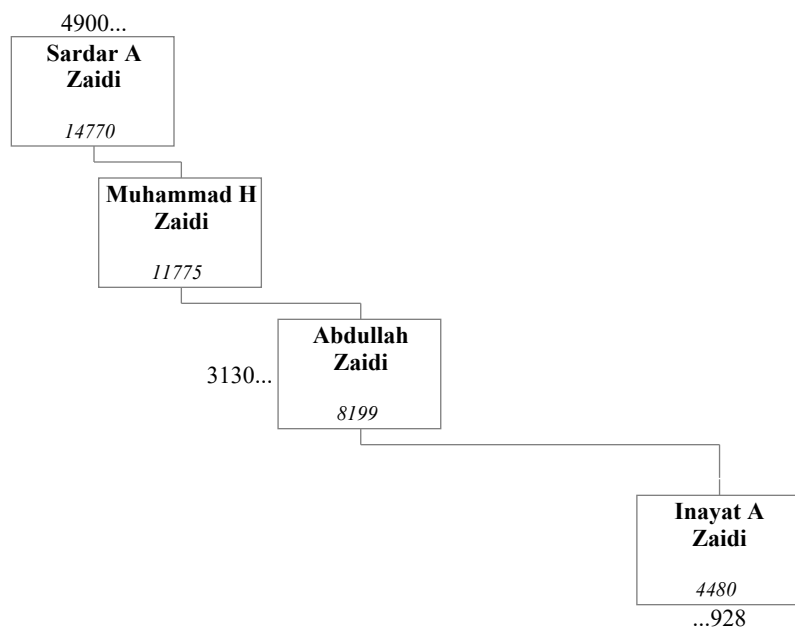 4900...
Sardar A
Zaidi
14770
Muhammad H
Zaidi
11775
Abdullah
Zaidi
3130...
8199
Inayat A
Zaidi
4480
...928